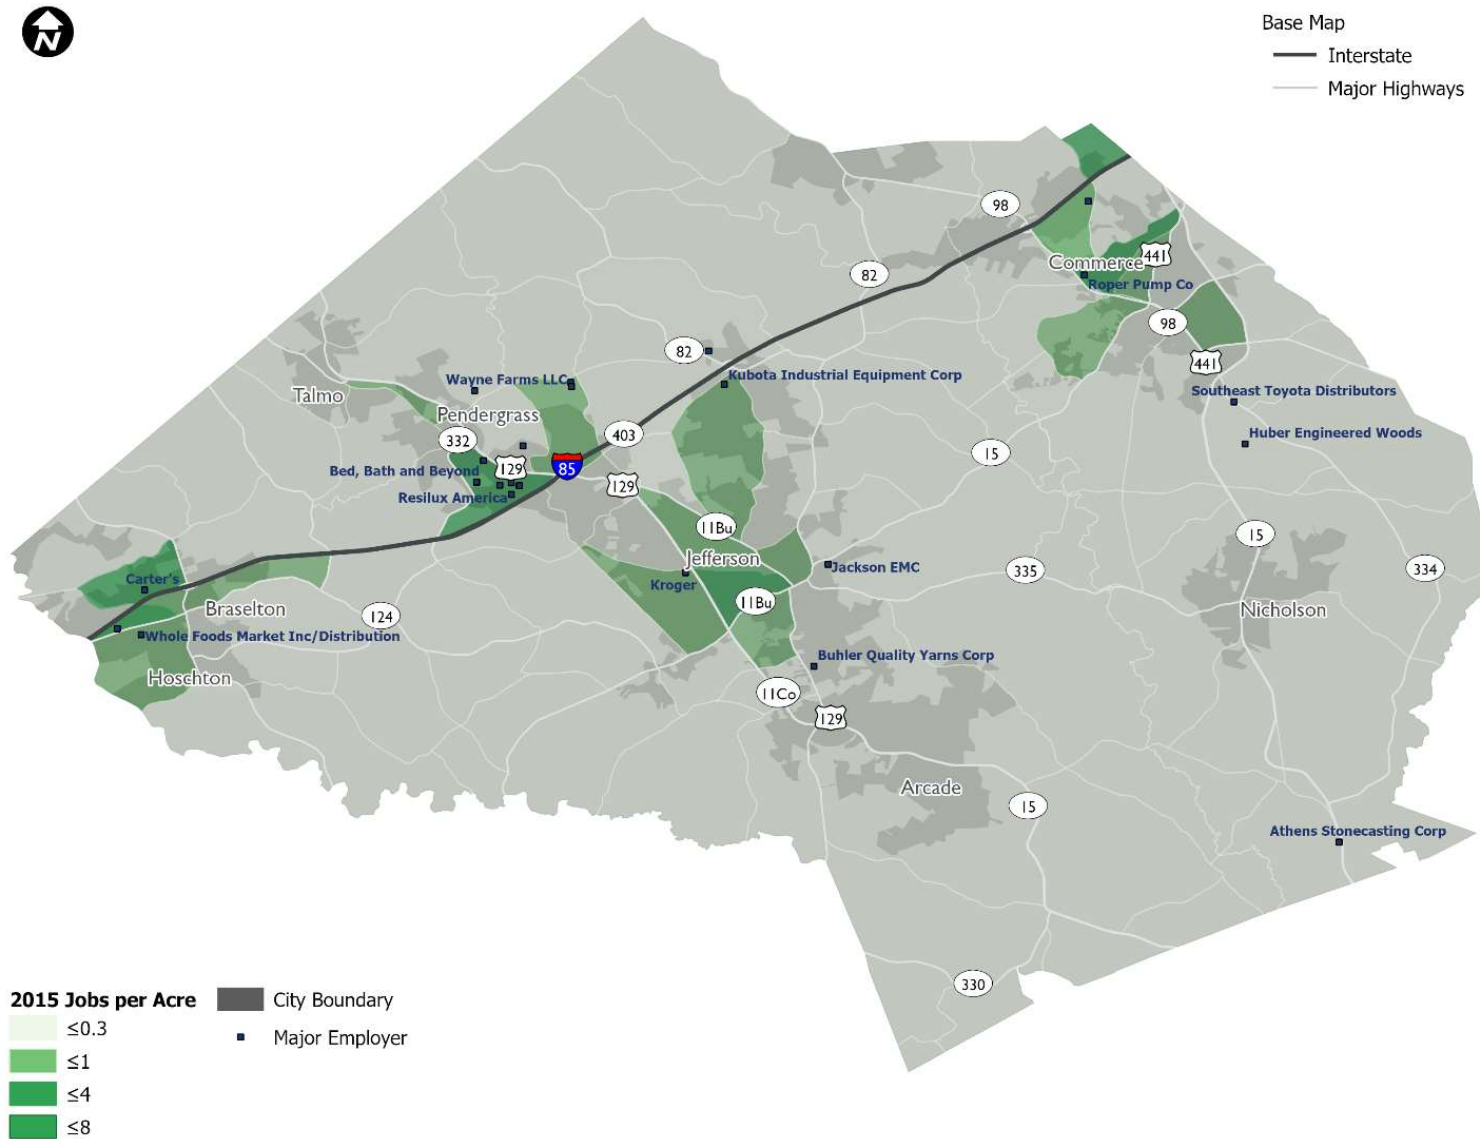 N
Base Map
Interstate
Major Highways
98
441
82
Commerce
Roper Pump Co
98
82
441
Kubota Industrial Equipment Corp
Wayne Farms LLC
Talmo
Southeast Toyota Distributors
Pendergrass
403
332
Huber Engineered Woods
15
129
85
Bed, Bath and Beyond
129
Resilux America
11Bu
15
Jefferson
Jackson EMC
335
334
Carter's
Kroger
11Bu
Braselton
124
Nicholson
Whole Foods Market Inc/Distribution
Buhler Quality Yarns Corp
Hoschton
11Co
129
Arcade
15
Athens Stonecasting Corp
330
2015 Jobs per Acre
City Boundary
≤0.3
Major Employer
≤1
≤4
≤8